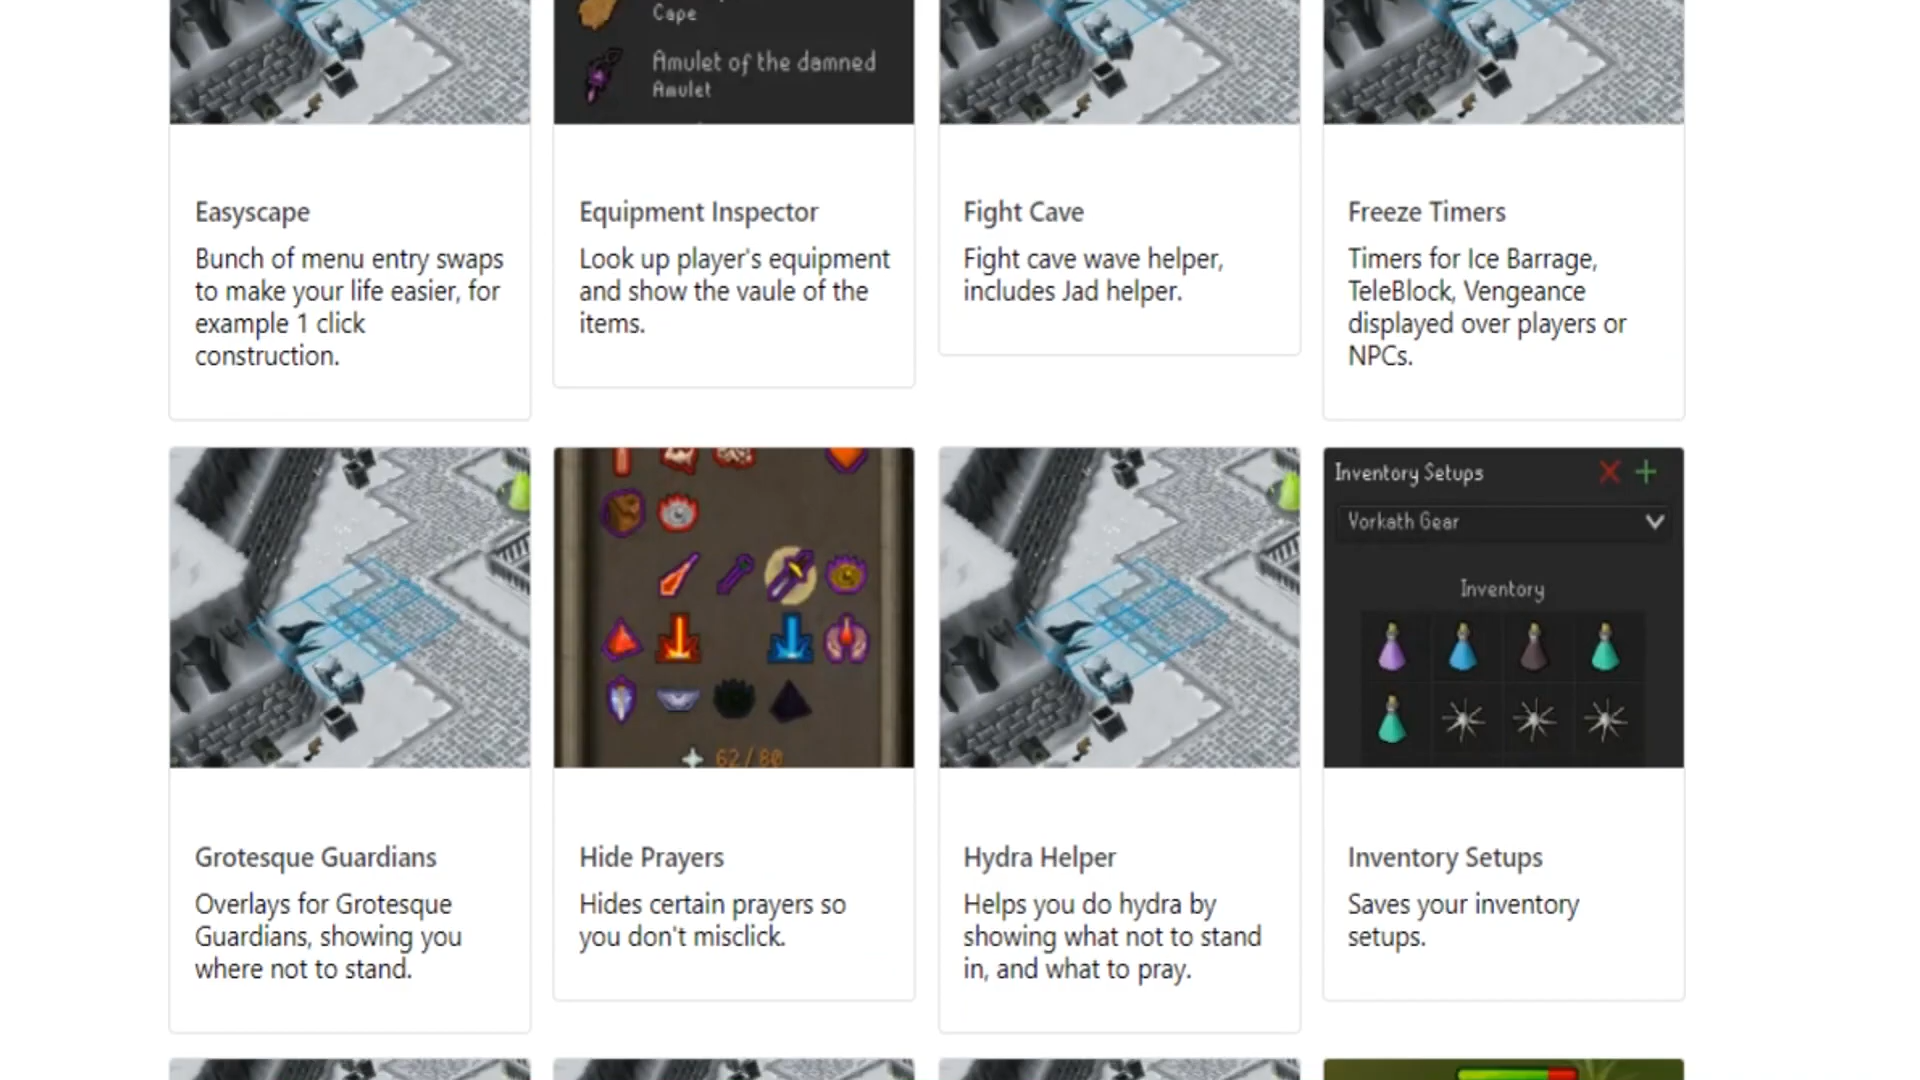 Cape
Amulet of the damned
Amulet
Easyscape
Bunch of menu entry swaps
to make your life easier, for
example 1 click
construction.
Equipment Inspector
Look up player's equipment
and show the vaule of the
items.
Fight Cave
Fight cave wave helper,
includes Jad helper.
Freeze Timers
Timers for Ice Barrage,
TeleBlock, Vengeance
displayed over players or
NPCs.
62/80
Inventory Setups
Vorkath Gear
Inventory
Grotesque Guardians
Overlays for Grotesque
Guardians, showing you
where not to stand.
Hide Prayers
Hides certain prayers so
you don't misclick.
Hydra Helper
Helps you do hydra by
showing what not to stand
in, and what to pray.
Inventory Setups
Saves your inventory
setups.